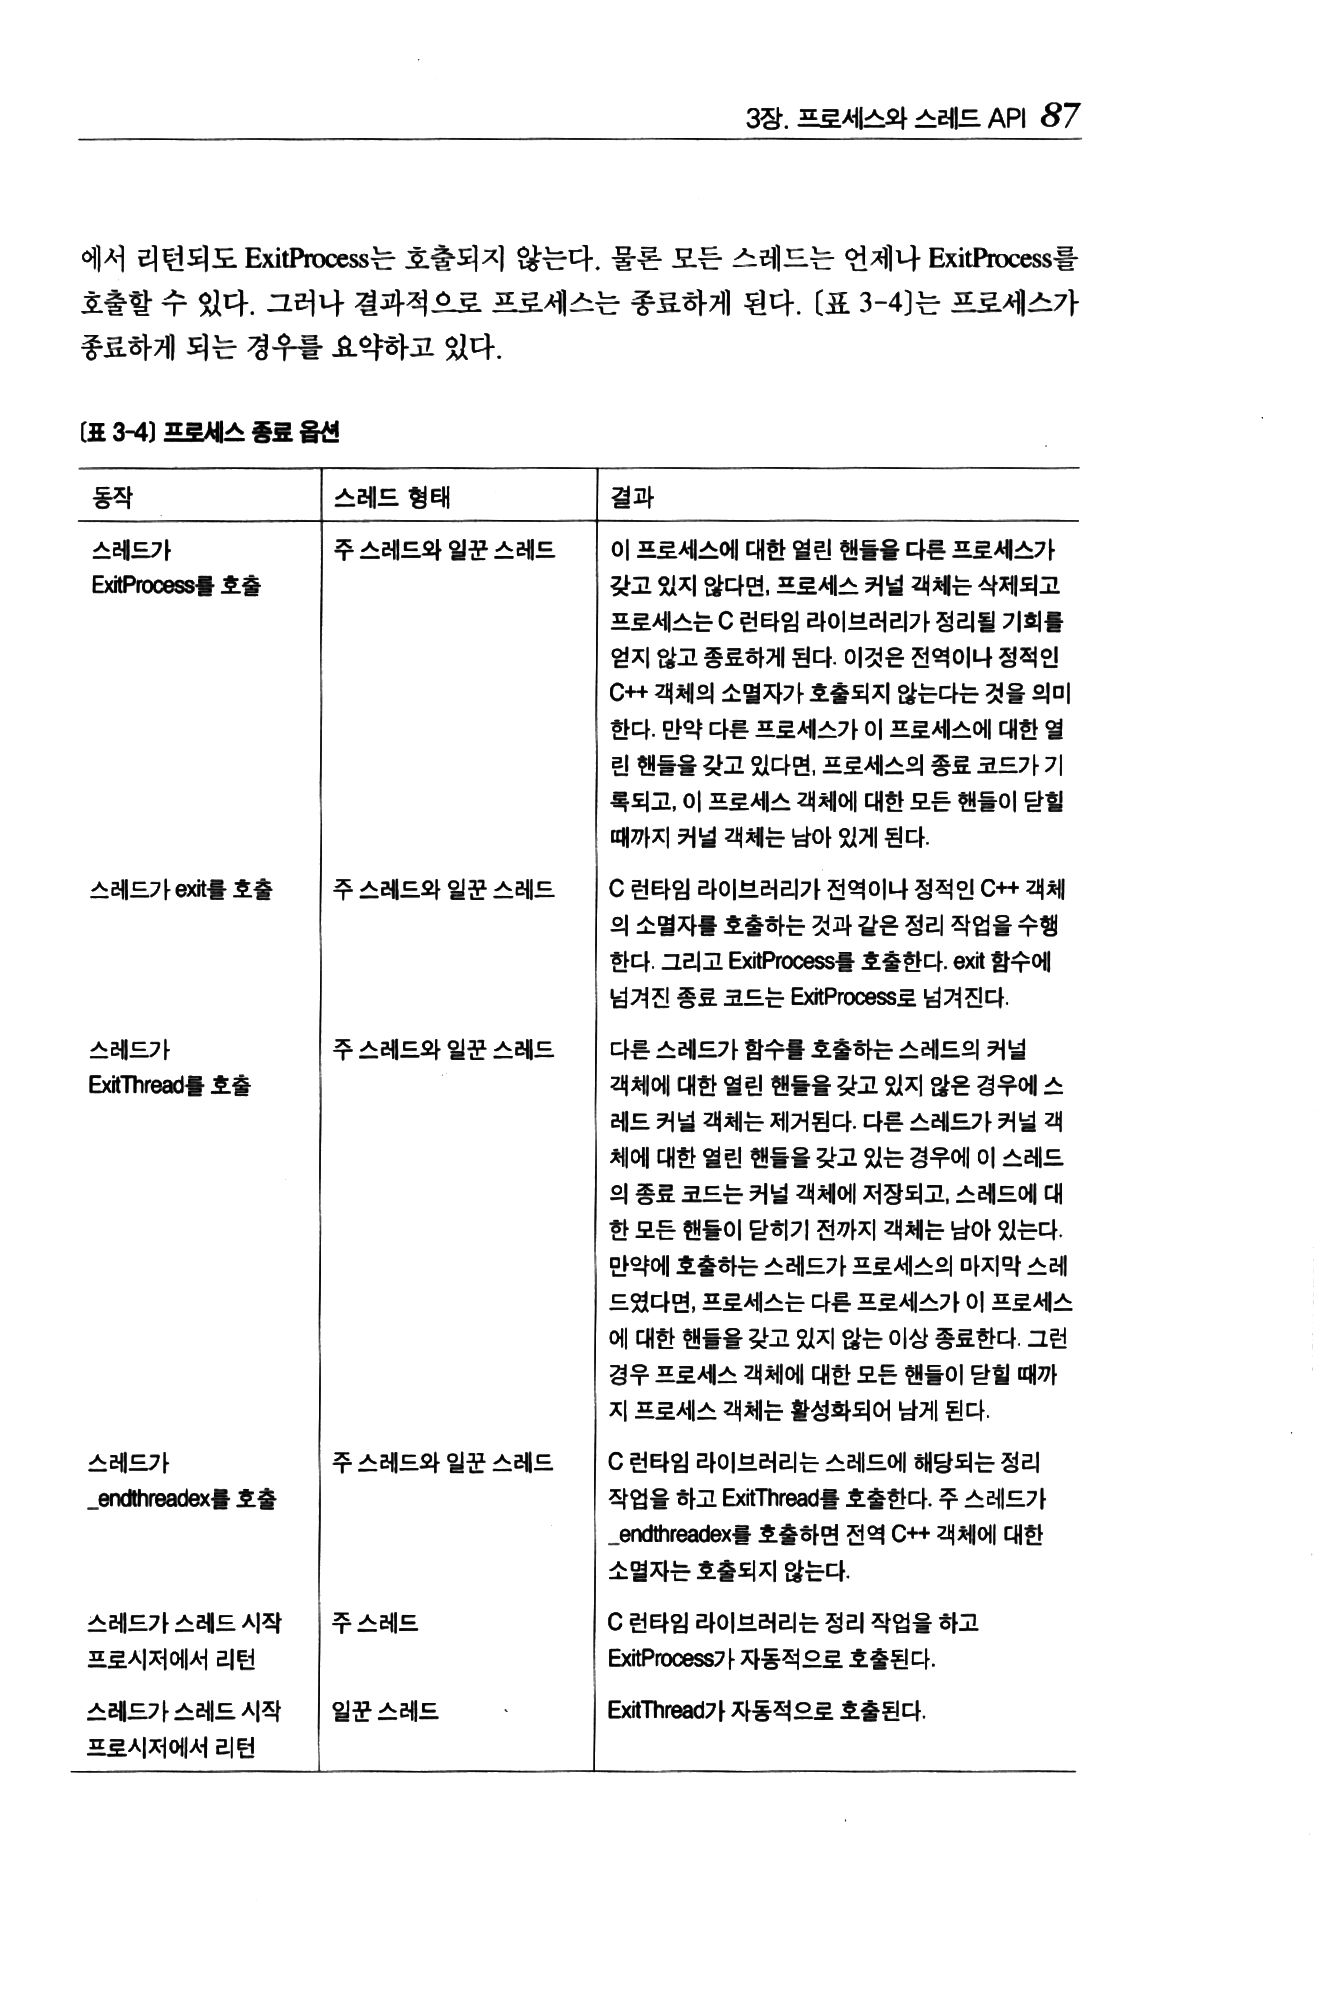 3장. 프로세스와 스레드 API 87
에서 리턴되도 ExitProcess는 호출되지 않는다. 물론 모든 스레드는 언제나 ExitProcess를
호출할 수 있다. 그러나 결과적으로 프로세스는 종료하게 된다. [표 3-4]는 프로세스가
종료하게 되는 경우를 요약하고 있다.
[표 3-4] 프로세스 종료 옵션
동작
스레드 형태
결과
스레드가
ExitProcess를 호출
주 스레드와 일꾼 스레드
이 프로세스에 대한 열린 핸들을 다른 프로세스가
갖고 있지 않다면, 프로세스 커널 객체는 삭제되고
프로세스는 C 런타임 라이브러리가 정리될 기회를
얻지 않고 종료하게 된다. 이것은 전역이나 정적인
C++ 객체의 소멸자가 호출되지 않는다는 것을 의미
한다. 만약 다른 프로세스가 이 프로세스에 대한 열
린 핸들을 갖고 있다면, 프로세스의 종료 코드가 기
록되고, 이 프로세스 객체에 대한 모든 핸들이 닫힐
때까지 커널 객체는 남아 있게 된다.
스레드가 exit를 호출
주 스레드와 일꾼 스레드
C 런타임 라이브러리가 전역이나 정적인 C++ 객체
의 소멸자를 호출하는 것과 같은 정리 작업을 수행
한다. 그리고 ExitProcess를 호출한다. exit 함수에
넘겨진 종료 코드는 ExitProcess로 넘겨진다.
스레드가
ExitThread를 호출
주 스레드와 일꾼 스레드
다른 스레드가 함수를 호출하는 스레드의 커널
객체에 대한 열린 핸들을 갖고 있지 않은 경우에 스
레드 커널 객체는 제거된다. 다른 스레드가 커널 객
체에 대한 열린 핸들을 갖고 있는 경우에 이 스레드
의 종료 코드는 커널 객체에 저장되고, 스레드에 대
한 모든 핸들이 닫히기 전까지 객체는 남아 있는다.
만약에 호출하는 스레드가 프로세스의 마지막 스레
드였다면, 프로세스는 다른 프로세스가 이 프로세스
에 대한 핸들을 갖고 있지 않는 이상 종료한다. 그런
경우 프로세스 객체에 대한 모든 핸들이 닫힐 때까
지 프로세스 객체는 활성화되어 남게 된다.
스레드가
_endthreadex를 호출
주 스레드와 일꾼 스레드
C 런타임 라이브러리는 스레드에 해당되는 정리
작업을 하고 ExitThread를 호출한다. 주 스레드가
_endthreadex를 호출하면 전역 C++ 객체에 대한
소멸자는 호출되지 않는다.
스레드가 스레드 시작
프로시저에서 리턴
주 스레드
C 런타임 라이브러리는 정리 작업을 하고
ExitProcess가 자동적으로 호출된다.
스레드가 스레드 시작
프로시저에서 리턴
일꾼 스레드
ExitThread가 자동적으로 호출된다.